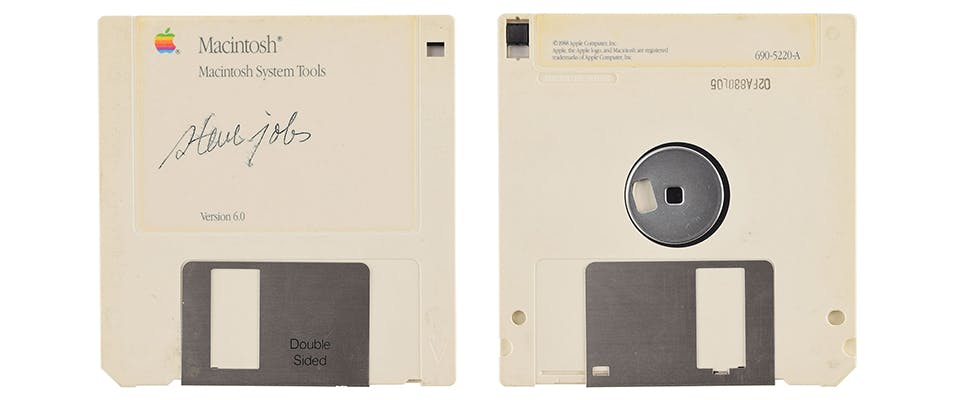 Macintosh®
Macintosh System Tools
steve jobs
Version 6.0
Double
Sided
©1988 Apple Computer, Inc.
Apple, the Apple logo, and Macintosh are registered
trademarks of Apple Computer, Inc.
690-5220-A
02FA880L05